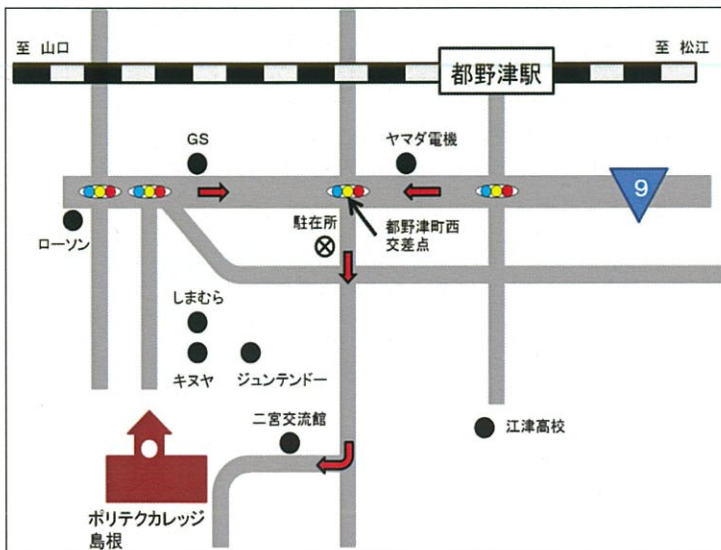 至 山口
至 松江
都野津駅
GS
ヤマダ電機
9
ローソン
駐在所
都野津町西
交差点
しまむら
キヌヤ
ジュンテンドー
二宮交流館
江津高校
ポリテクカレッジ
島根